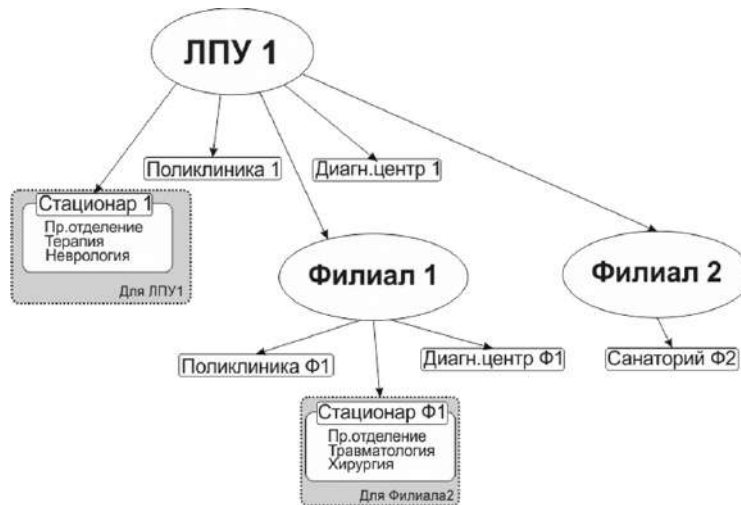 ЛПУ 1
Поликлиника 1
Диагн.центр 1
Стационар 1
Пр.отделение
Терапия
Неврология
Для ЛПУ1
Филиал 1
Филиал 2
Поликлиника Ф1
Диагн.центр Ф1
Санаторий Ф2
Стационар Ф1
Пр.отделение
Травматология
Хирургия
Для Филиала2